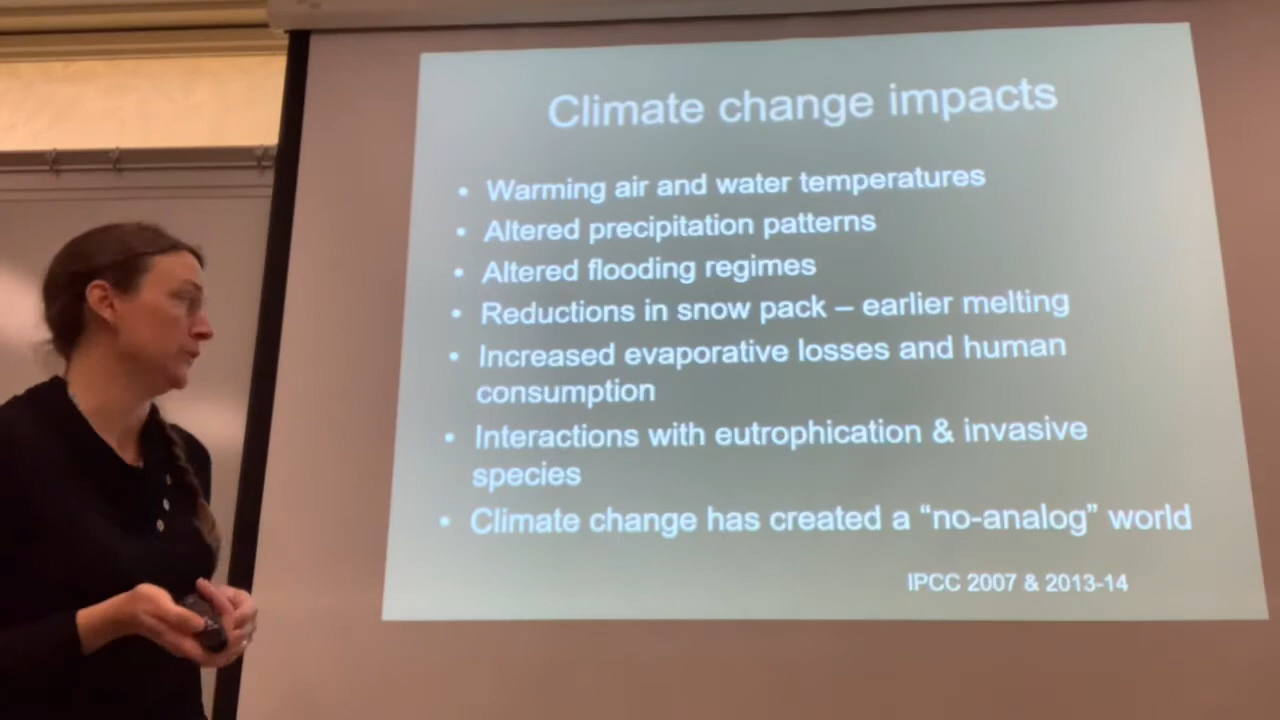 Climate change impacts
• Warming air and water temperatures
• Altered precipitation patterns
• Altered flooding regimes
• Reductions in snow pack – earlier melting
• Increased evaporative losses and human
consumption
• Interactions with eutrophication & invasive
species
• Climate change has created a “no-analog” world
IPCC 2007 & 2013-14